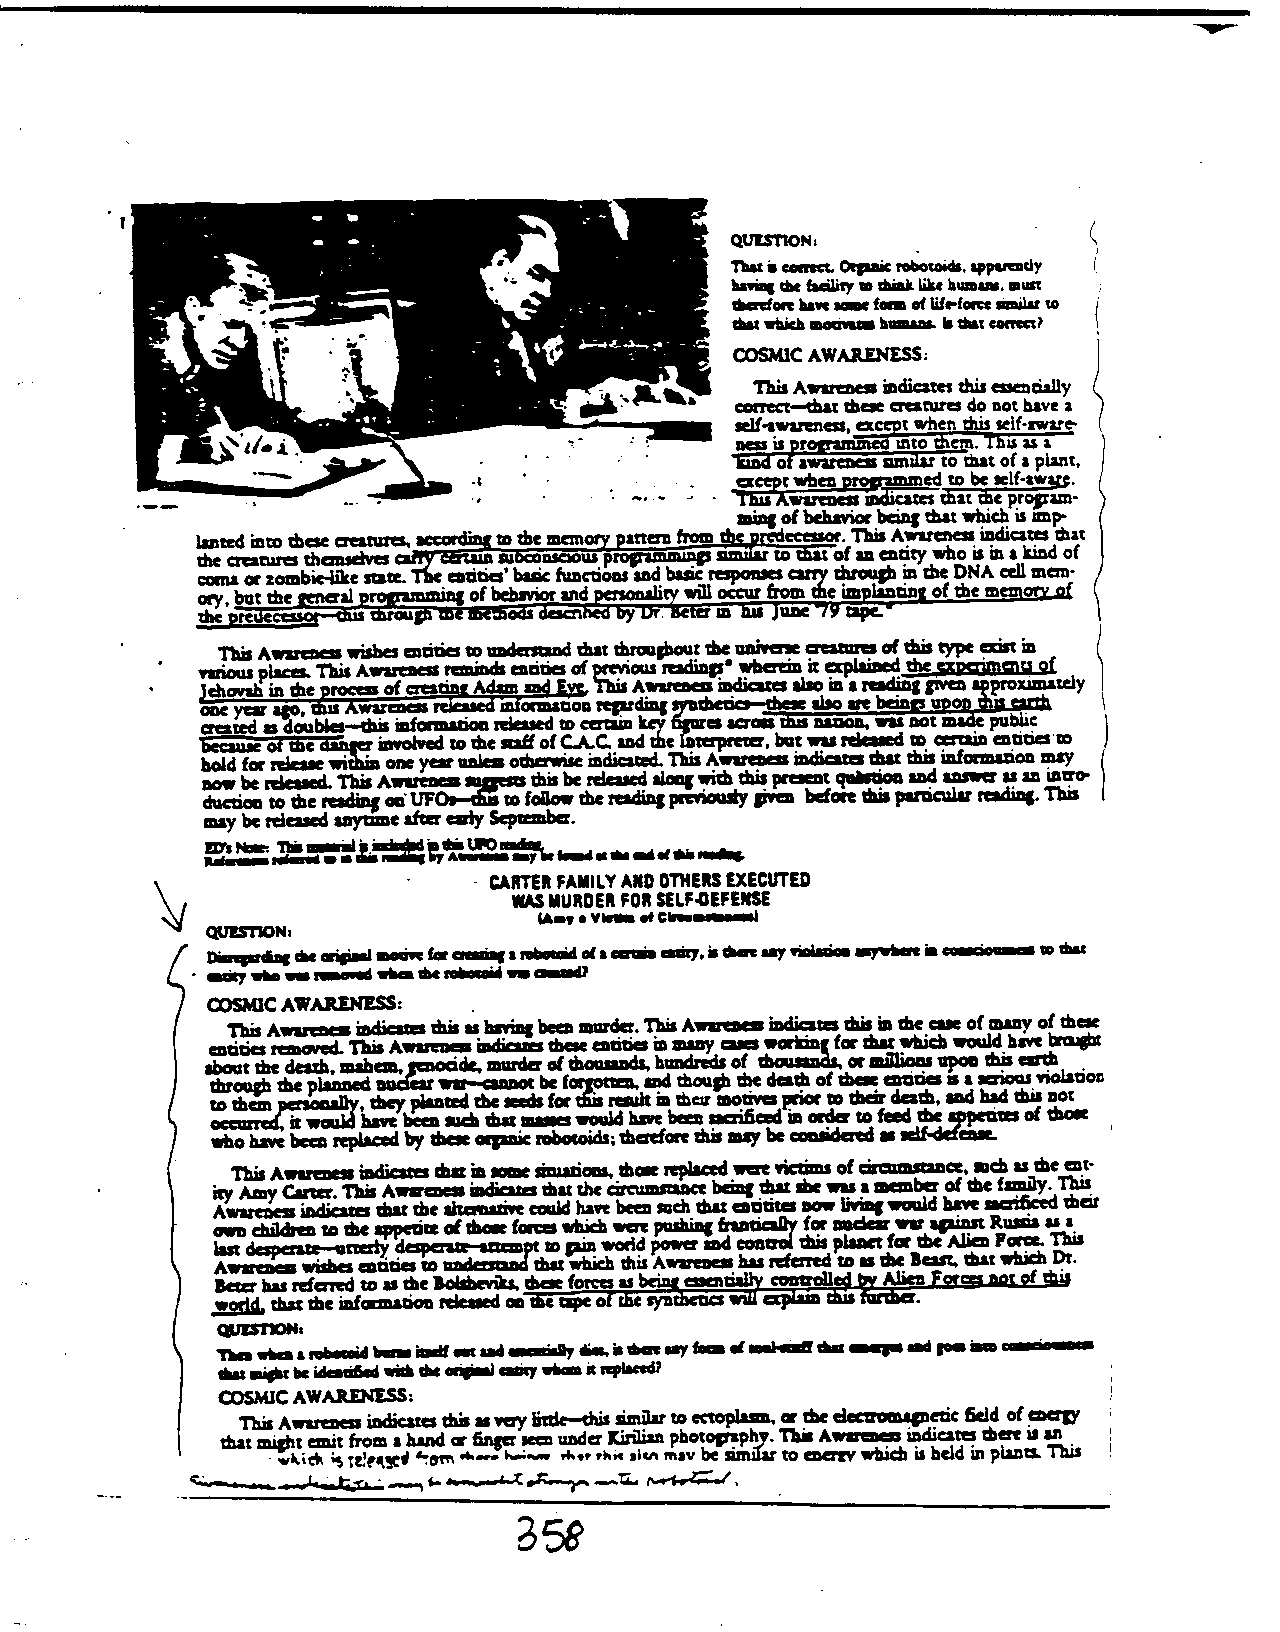 QUESTION:
That is correct. Organic robotoids, apparently
having the facility to think like humans, must
therefore have some form of life-force similar to
that which motivates humans. Is that correct?
COSMIC AWARENESS:
This Awareness indicates this essentially
correct—that these creatures do not have a
self-awareness, except when this self-aware-
ness is programmed into them. This as a
kind of awareness similar to that of a plant,
except when programmed to be self-aware.
This Awareness indicates that the program-
ming of behavior being that which is imp-
lanted into these creatures, according to the memory pattern from the predecessor. This Awareness indicates that
the creatures themselves carry certain subconscious programmings similar to that of an entity who is in a kind of
coma or zombie-like state. The entities' basic functions and basic responses carry through in the DNA cell mem-
ory, but the general programming of behavior and personality will occur from the implanting of the memory of
the predecessor—this through the methods described by Dr. Beter in his June '79 tape."
This Awareness wishes entities to understand that throughout the universe creatures of this type exist in
various places. This Awareness reminds entities of previous readings* wherein it explained the experiments of
Jehovah in the process of creating Adam and Eve. This Awareness indicates also in a reading given approximately
one year ago, this Awareness released information regarding synthetics—these also are beings upon this earth
created as doubles—this information released to certain key figures across this nation, was not made public
because of the danger involved to the staff of C.A.C. and the Interpreter, but was released to certain entities to
hold for release within one year unless otherwise indicated. This Awareness indicates that this information may
now be released. This Awareness suggests this be released along with this present question and answer as an intro-
duction to the reading on UFOs—this to follow the reading previously given before this particular reading. This
may be released anytime after early September.
ED's Note: This material is included in this UFO reading.
References referred to in this reading by Awareness may be found at the end of this reading.
CARTER FAMILY AND OTHERS EXECUTED
WAS MURDER FOR SELF-DEFENSE
(Amy a Victim of Circumstances)
QUESTION:
Disregarding the original motive for creating a robotoid of a certain entity, is there any violation anywhere in consciousness to that
entity who was removed when the robotoid was created?
COSMIC AWARENESS:
This Awareness indicates this as having been murder. This Awareness indicates this in the case of many of these
entities removed. This Awareness indicates these entities in many cases working for that which would have brought
about the death, mahem, genocide, murder of thousands, hundreds of thousands, or millions upon this earth
through the planned nuclear war—cannot be forgotten, and though the death of these entities is a serious violation
to them personally, they planted the seeds for this result in their motives prior to their death, and had this not
occurred, it would have been such that masses would have been sacrificed in order to feed the appetites of those
who have been replaced by these organic robotoids; therefore this may be considered as self-defense.
This Awareness indicates that in some situations, those replaced were victims of circumstance, such as the ent-
ity Amy Carter. This Awareness indicates that the circumstance being that she was a member of the family. This
Awareness indicates that the alternative could have been such that entitites now living would have sacrificed their
own children to the appetite of those forces which were pushing frantically for nuclear war against Russia as a
last desperate—utterly desperate—attempt to gain world power and control this planet for the Alien Force. This
Awareness wishes entities to understand that which this Awareness has referred to as the Beast, that which Dr.
Beter has referred to as the Bolsheviks, these forces as being essentially controlled by Alien Forces not of this
world, that the information released on the tape of the synthetics will explain this further.
QUESTION:
Then when a robotoid burns itself out and essentially dies, is there any form of soul-stuff that emerges and goes into consciousness
that might be identified with the original entity whom it replaced?
COSMIC AWARENESS:
This Awareness indicates this as very little—this similar to ectoplasm, or the electromagnetic field of energy
that might emit from a hand or finger seen under Kirilian photography. This Awareness indicates there is an
which is released from these beings that this also may be similar to energy which is held in plants. This
may be somewhat stronger in the robotoid.
358